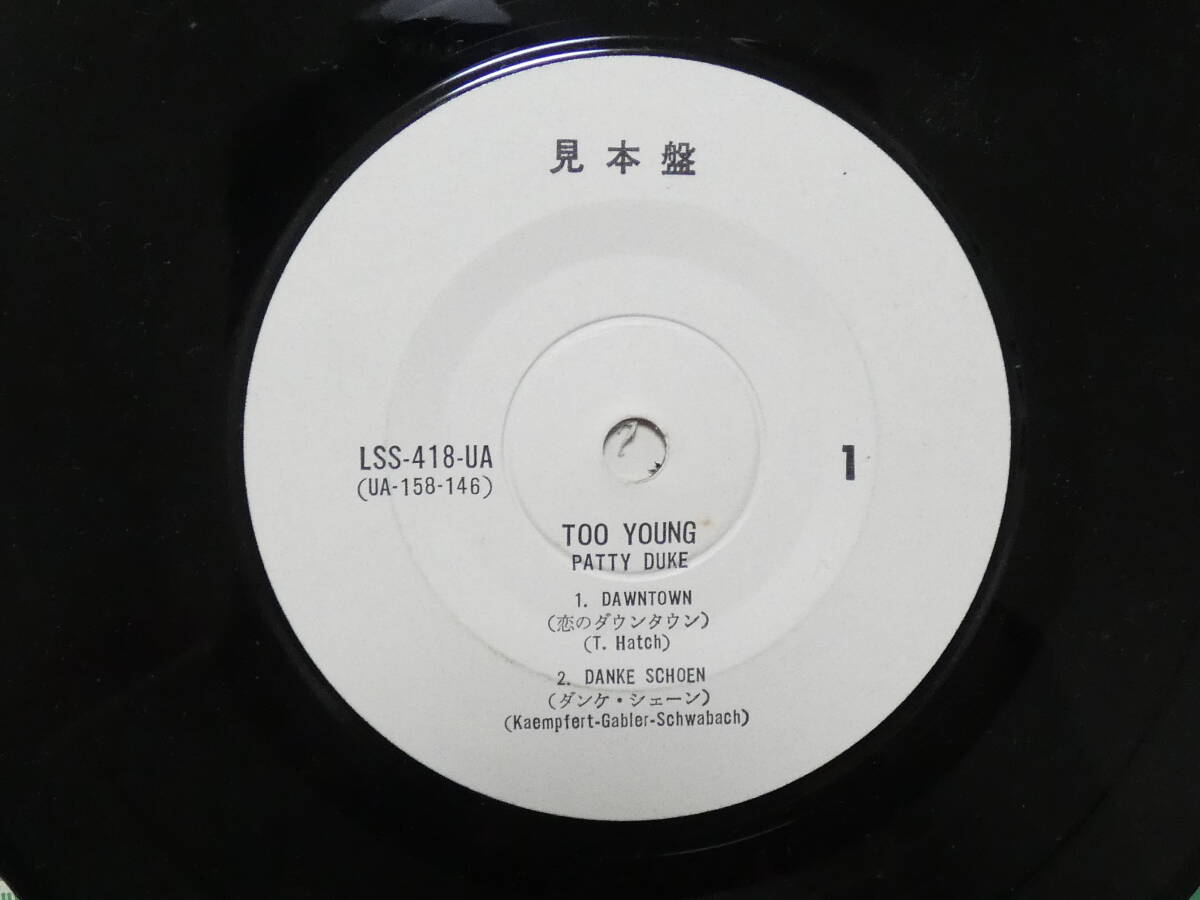 見本盤
LSS-418-UA
(UA-158-146)
1
TOO YOUNG
PATTY DUKE
1. DAWNTOWN
(恋のダウンタウン)
(T. Hatch)
2. DANKE SCHOEN
(ダンケ・シェーン)
(Kaempfert-Gabler-Schwabach)